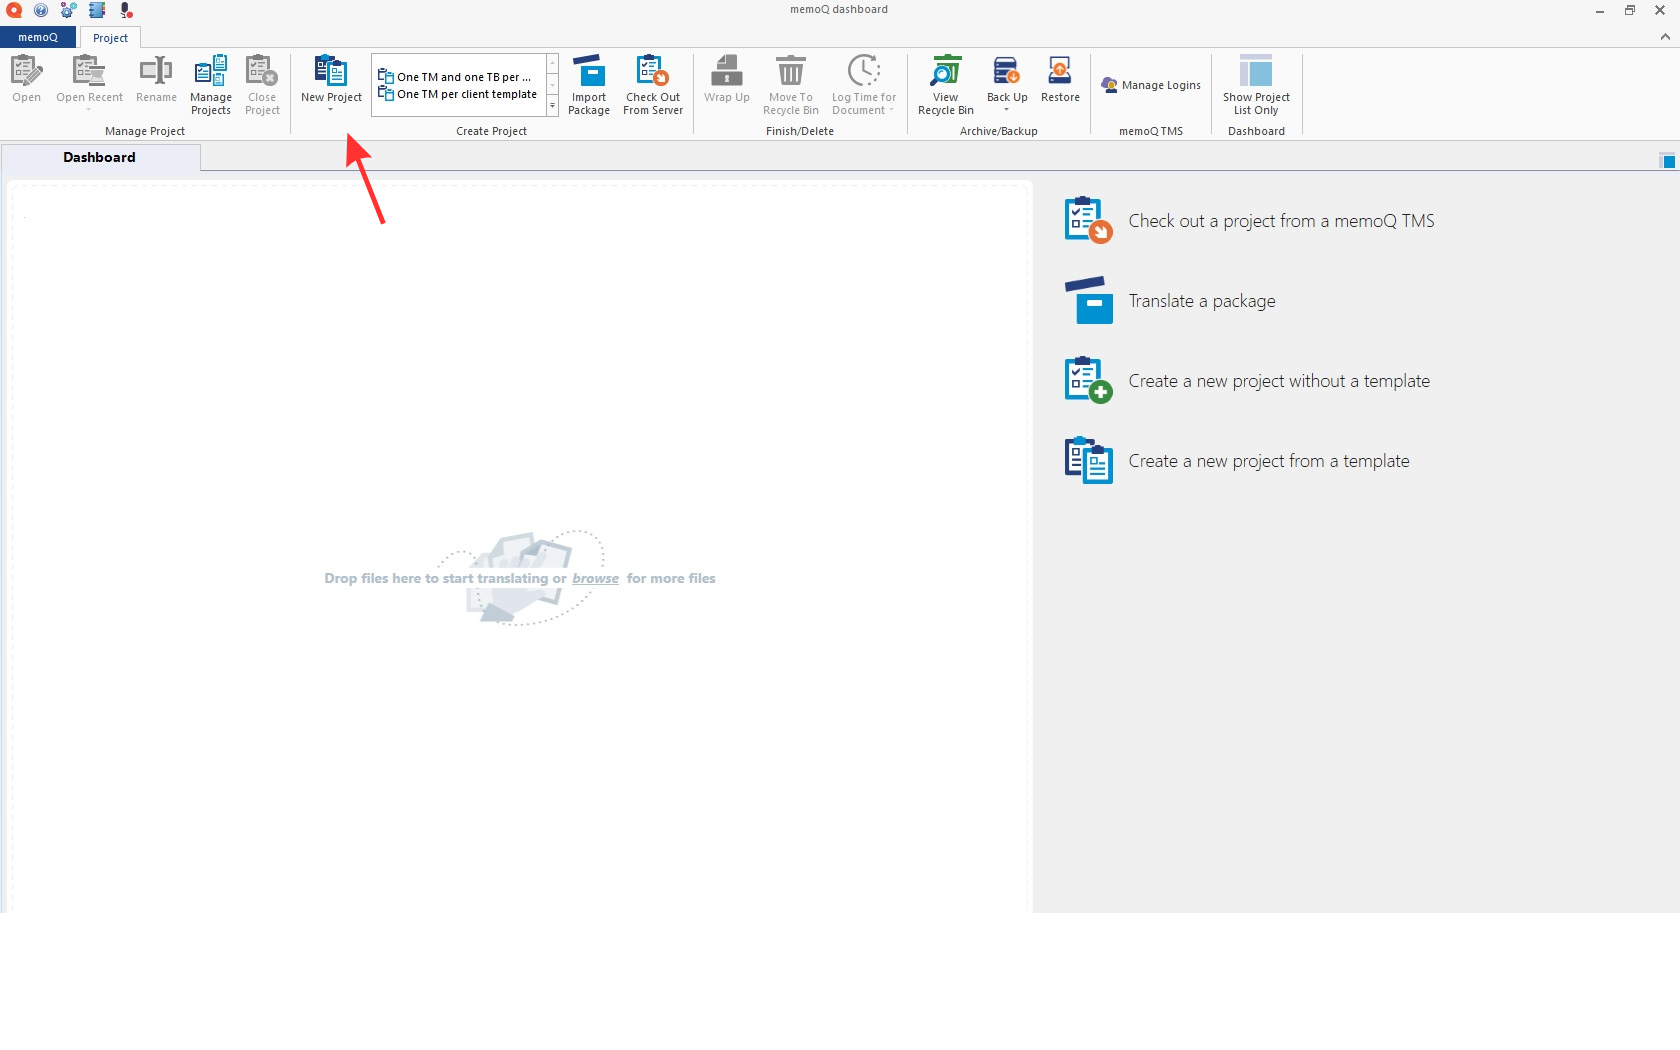 memoQ dashboard
memoQ
Project
Open
Open Recent
Rename
Manage
Projects
Close
Project
Manage Project
New Project
One TM and one TB per ...
One TM per client template
Import
Package
Check Out
From Server
Create Project
Wrap Up
Move To
Recycle Bin
Log Time for
Document
Finish/Delete
View
Recycle Bin
Back Up
Restore
Archive/Backup
Manage Logins
memoQ TMS
Show Project
List Only
Dashboard
Dashboard
Check out a project from a memoQ TMS
Translate a package
Create a new project without a template
Create a new project from a template
Drop files here to start translating or browse for more files